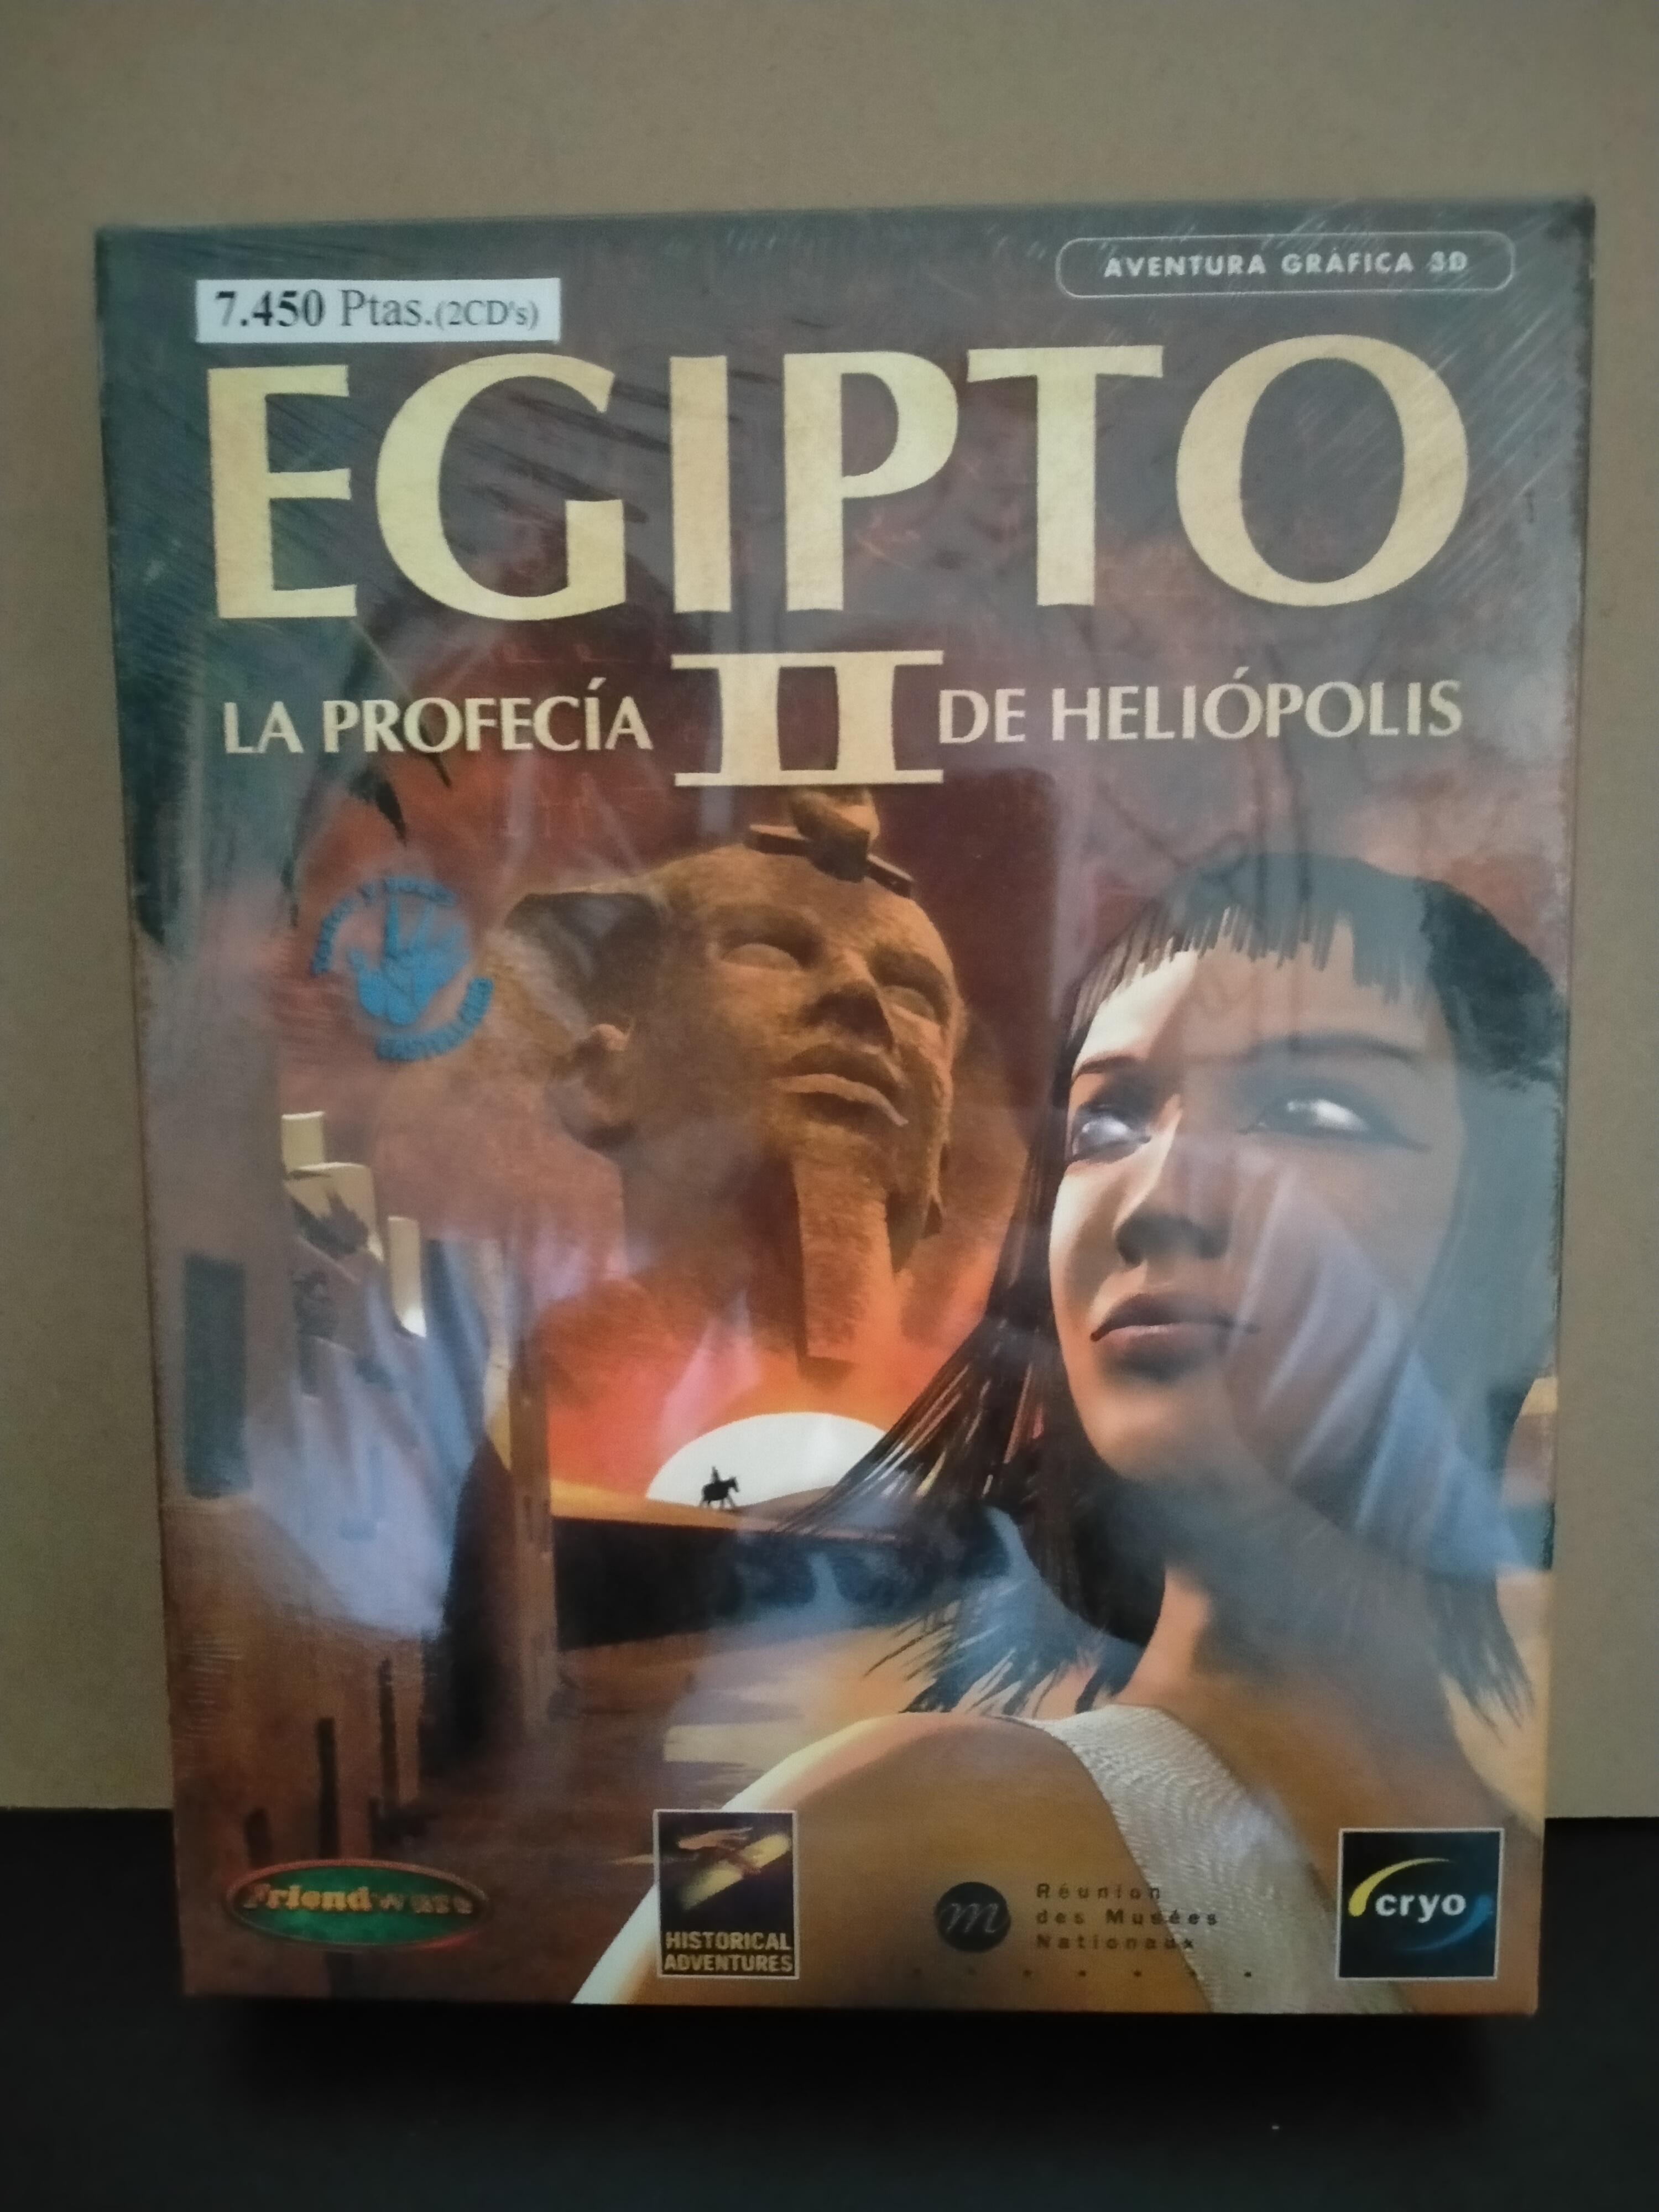 AVENTURA GRÁFICA 3D
7.450 Ptas.(2CD's)
EGIPTO
II
LA PROFECÍA DE HELIÓPOLIS
CASTELLANO
Friendware
HISTORICAL
ADVENTURES
m
Réunion
des Musées
Nationaux
cryo